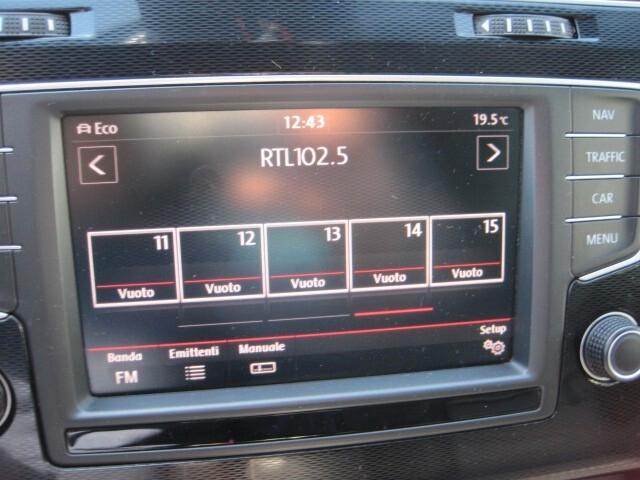 Eco 12:43 19.5°C
< RTL102.5 >
11 12 13 14 15
Vuoto Vuoto Vuoto Vuoto Vuoto
Banda Emittenti Manuale Setup
FM
NAV
TRAFFIC
CAR
MENU